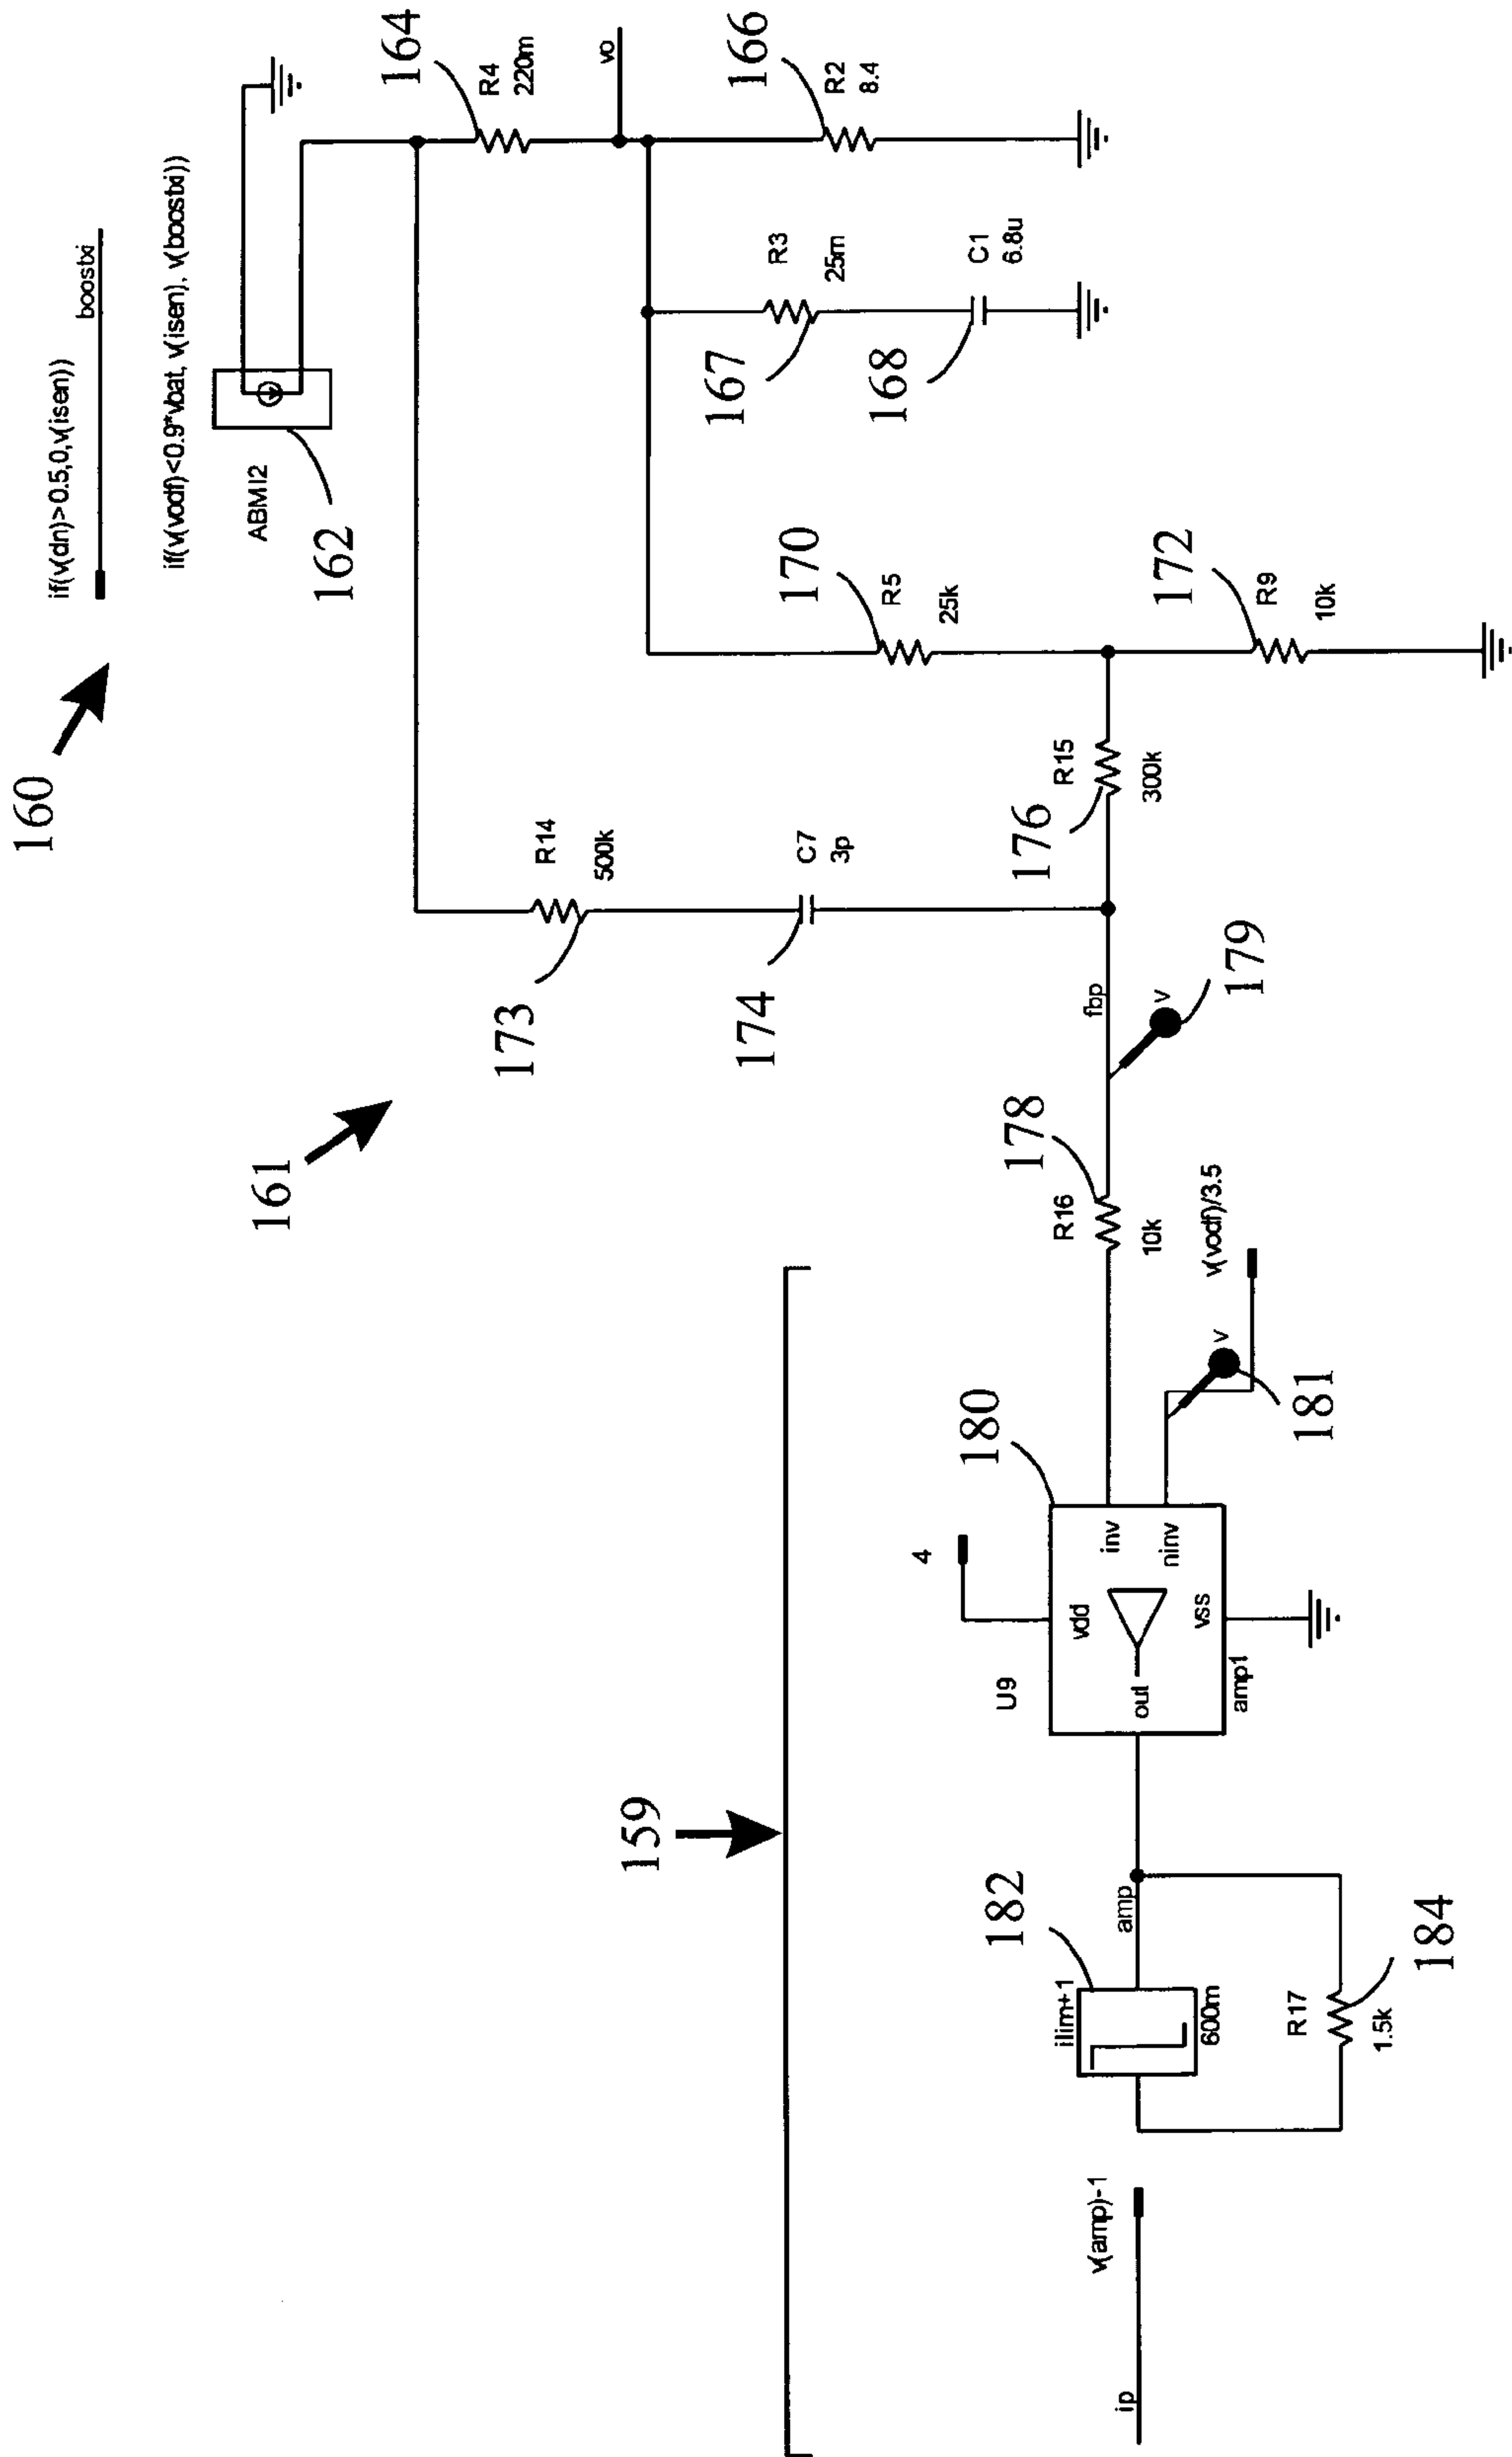 160
if(v(dn)>0.5,0,v(isen))
boostxi
if(v(vodf)<0.9*vbat, v(isen), v(boostxi))
ABMI2
162
164
R4
220m
vo
161
173
R14
500k
174
C7
3p
170
R5
25k
167
R3
25m
168
C1
6.8u
166
R2
8.4
159
182
ilim+1
600m
amp
R17
1.5k
184
ip
v(amp)-1
180
U9
4
vdd
inv
out
ninv
vss
amp1
181
V
v(vodf)/3.5
178
R16
10k
fbp
179
V
176
R15
300k
172
R9
10k